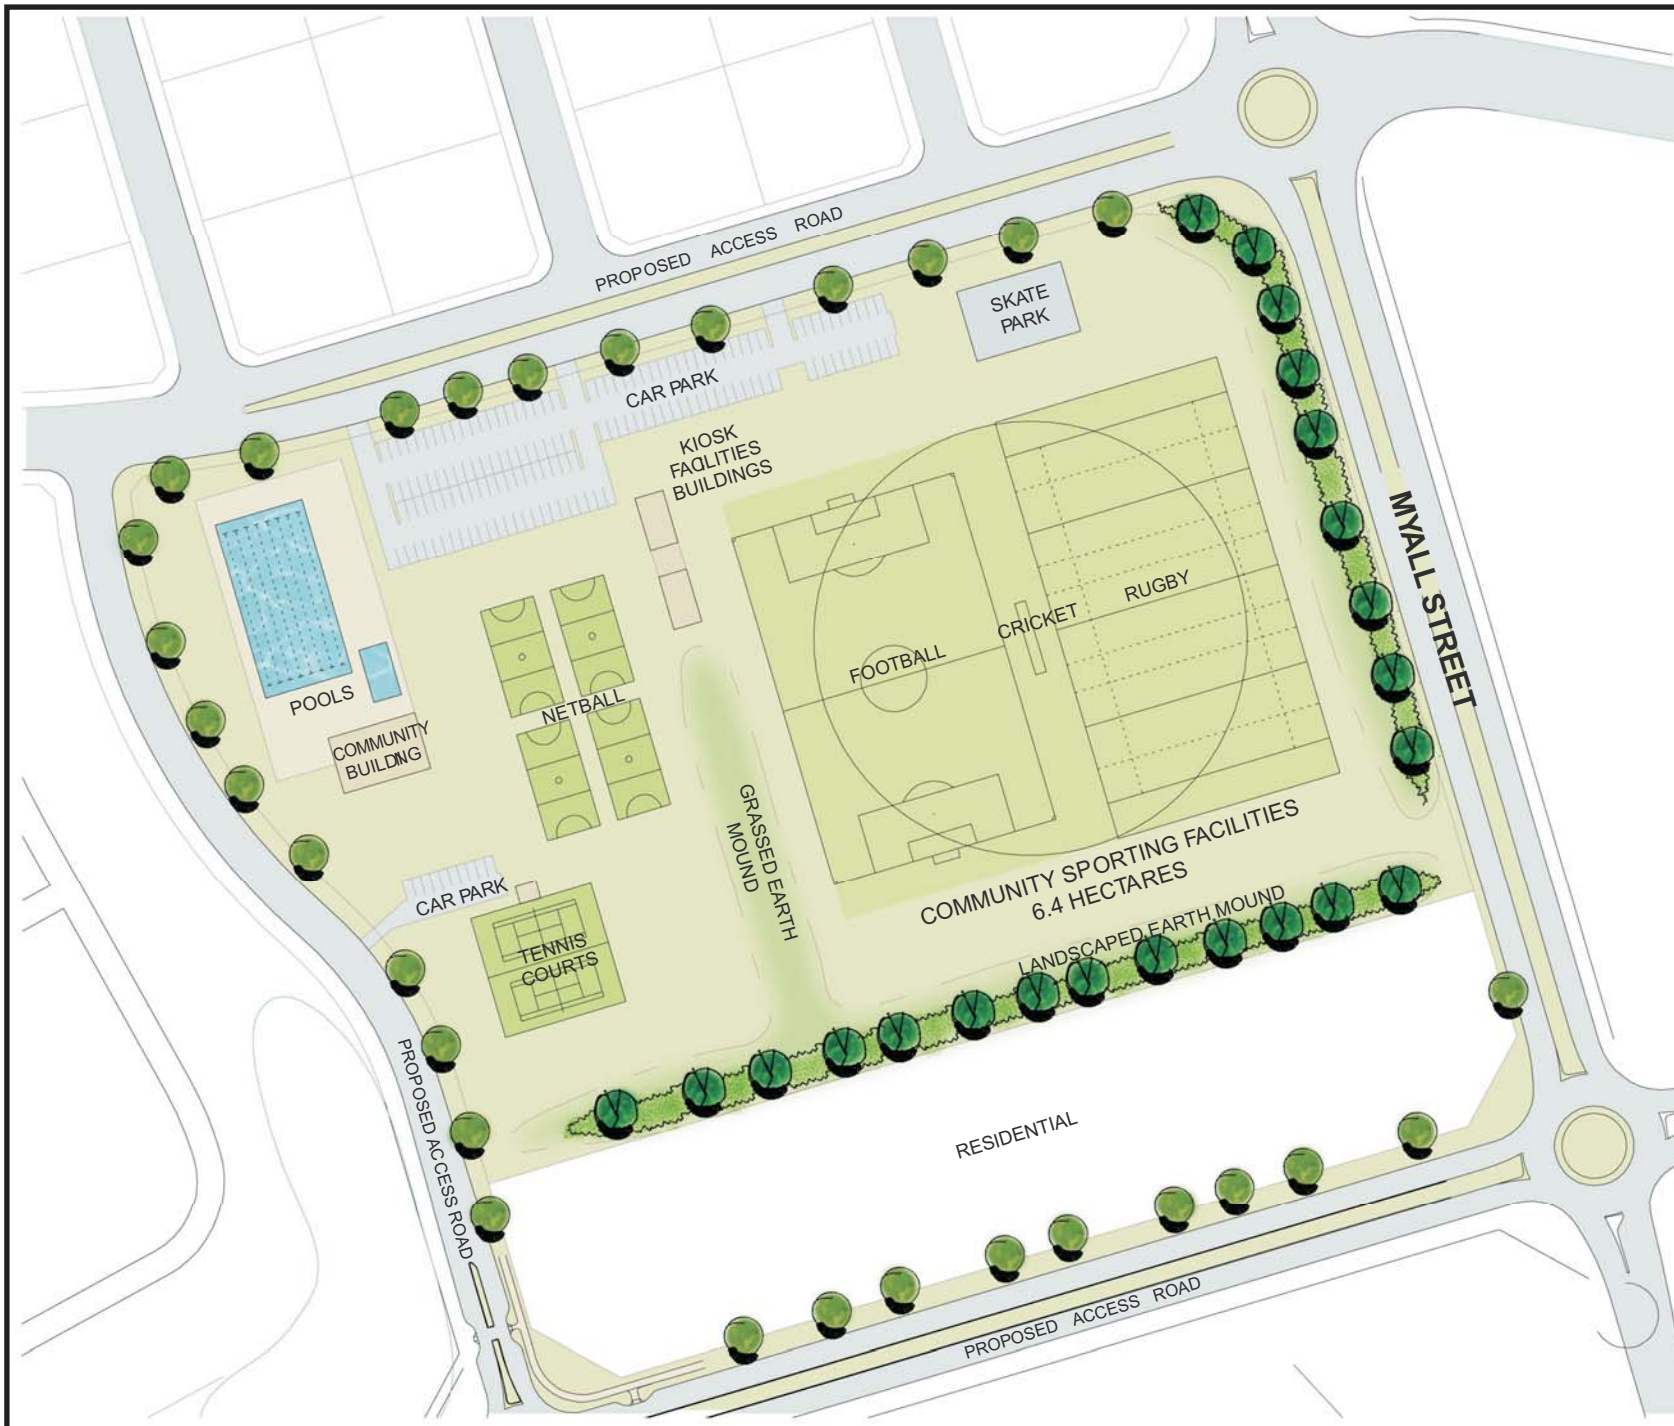 PROPOSED ACCESS ROAD
SKATE
PARK
CAR PARK
KIOSK
FACILITIES
BUILDINGS
MYALL STREET
RUGBY
CRICKET
FOOTBALL
POOLS
NETBALL
COMMUNITY
BUILDING
GRASSED EARTH
MOUND
COMMUNITY SPORTING FACILITIES
6.4 HECTARES
CAR PARK
LANDSCAPED EARTH MOUND
TENNIS
COURTS
PROPOSED ACCESS ROAD
RESIDENTIAL
PROPOSED ACCESS ROAD